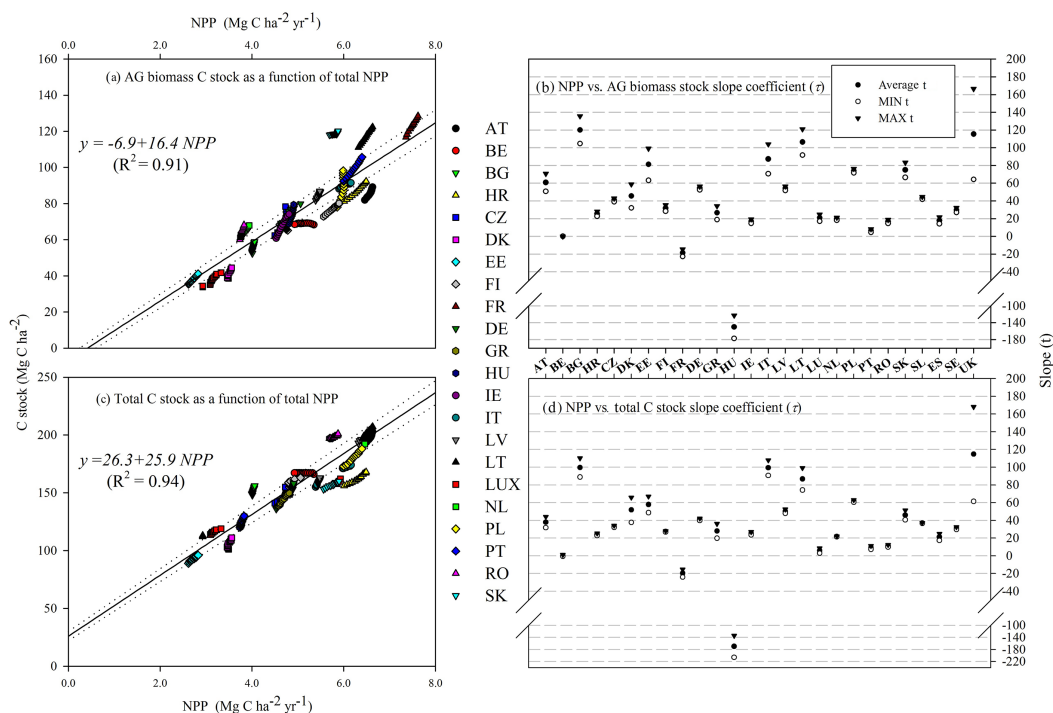 NPP (Mg C ha-2 yr-1)
0.0 2.0 4.0 6.0 8.0
160
140
120
100
80
60
40
20
0
(a) AG biomass C stock as a function of total NPP
y = -6.9+16.4 NPP
(R2 = 0.91)
C stock (Mg C ha-2)
250
200
150
100
50
0
(c) Total C stock as a function of total NPP
y=26.3+25.9 NPP
(R2 = 0.94)
0.0 2.0 4.0 6.0 8.0
NPP (Mg C ha-2 yr-1)
AT
BE
BG
HR
CZ
DK
EE
FI
FR
DE
GR
HU
IE
IT
LV
LT
LUX
NL
PL
PT
RO
SK
(b) NPP vs. AG biomass stock slope coefficient (τ)
Average t
MIN t
MAX t
200
180
160
140
120
100
80
60
40
20
0
-20
-40
-100
-140
-180
AT BE BG HR CZ DK EE FI FR DE GR HU IE IT LV LT LU NL PL PT RO SK SL ES SE UK
Slope (t)
(d) NPP vs. total C stock slope coefficient (τ)
200
180
160
140
120
100
80
60
40
20
0
-20
-40
-100
-140
-180
-220